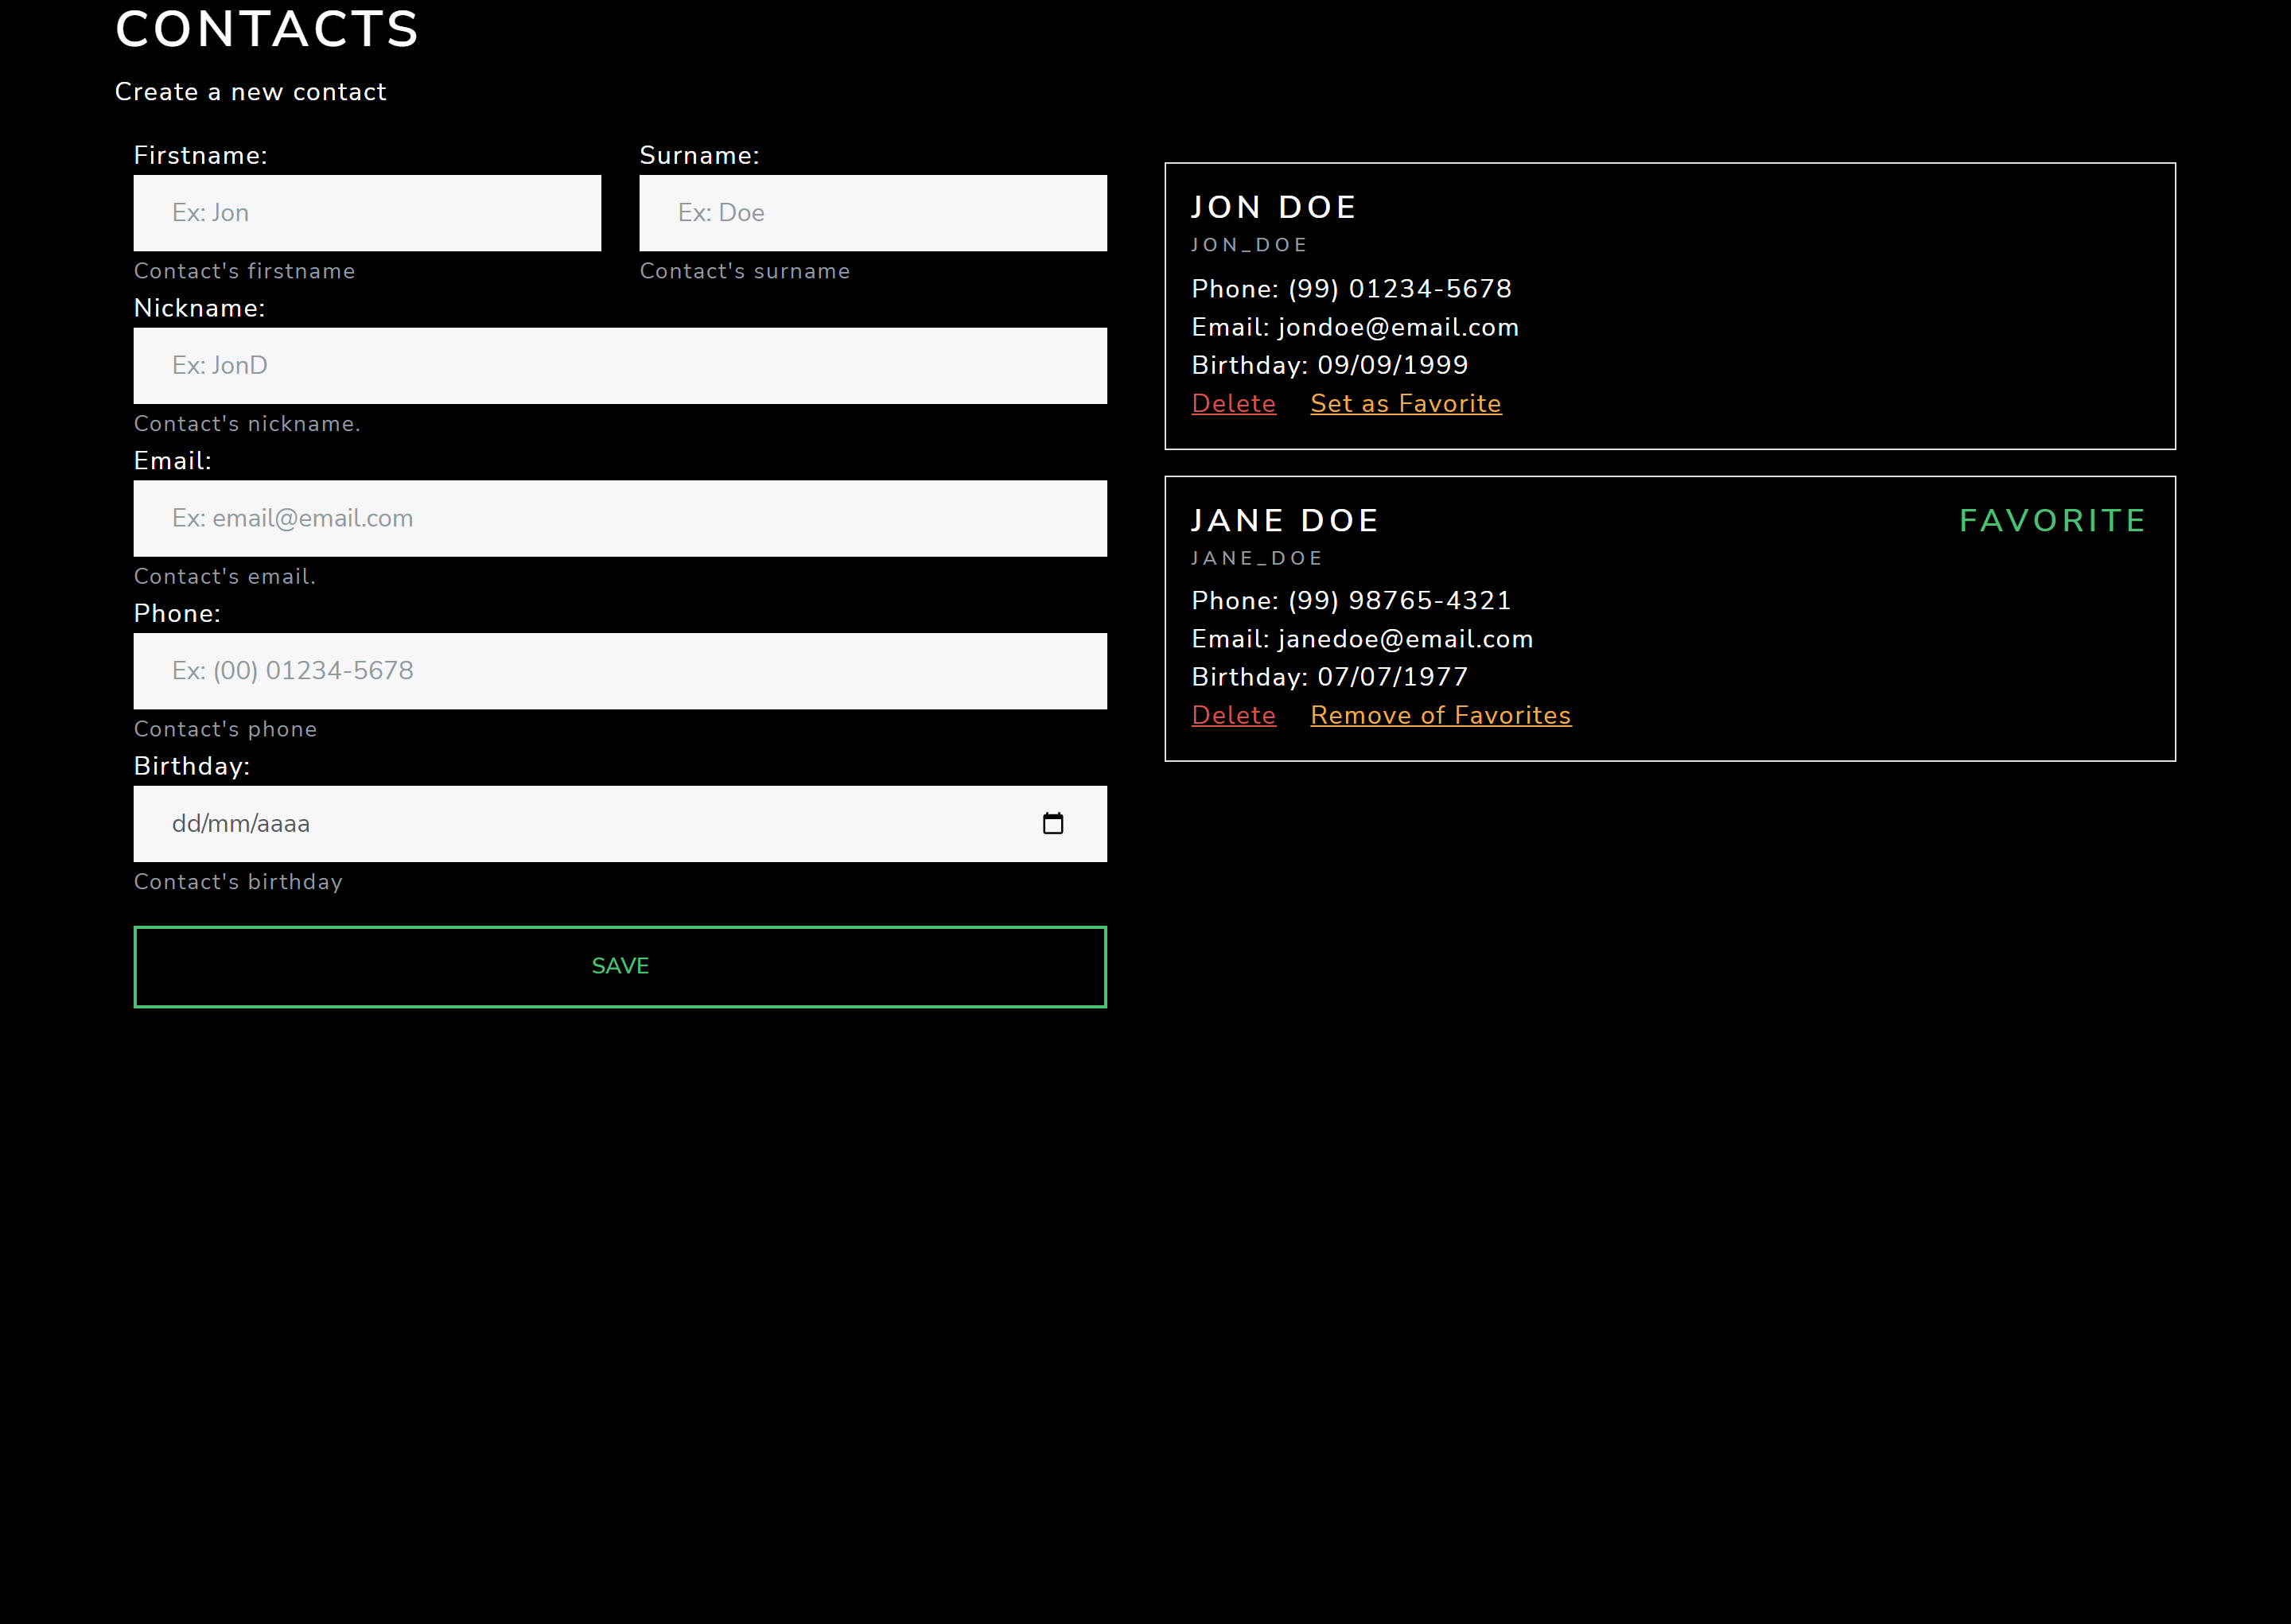 CONTACTS
Create a new contact
Firstname:
Ex: Jon
Contact's firstname
Surname:
Ex: Doe
Contact's surname
Nickname:
Ex: JonD
Contact's nickname.
Email:
Ex: email@email.com
Contact's email.
Phone:
Ex: (00) 01234-5678
Contact's phone
Birthday:
dd/mm/aaaa
Contact's birthday
SAVE
JON DOE
JON_DOE
Phone: (99) 01234-5678
Email: jondoe@email.com
Birthday: 09/09/1999
Delete Set as Favorite
JANE DOE FAVORITE
JANE_DOE
Phone: (99) 98765-4321
Email: janedoe@email.com
Birthday: 07/07/1977
Delete Remove of Favorites